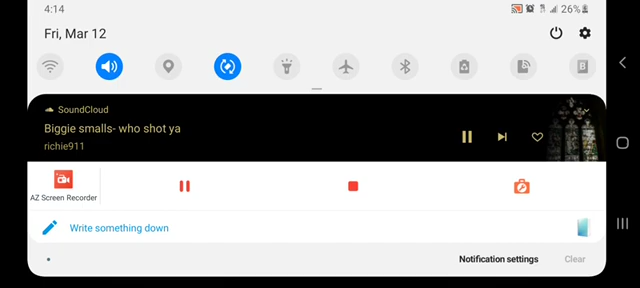 4:14
26%
Fri, Mar 12
SoundCloud
Biggie smalls- who shot ya
richie911
AZ Screen Recorder
Write something down
Notification settings
Clear